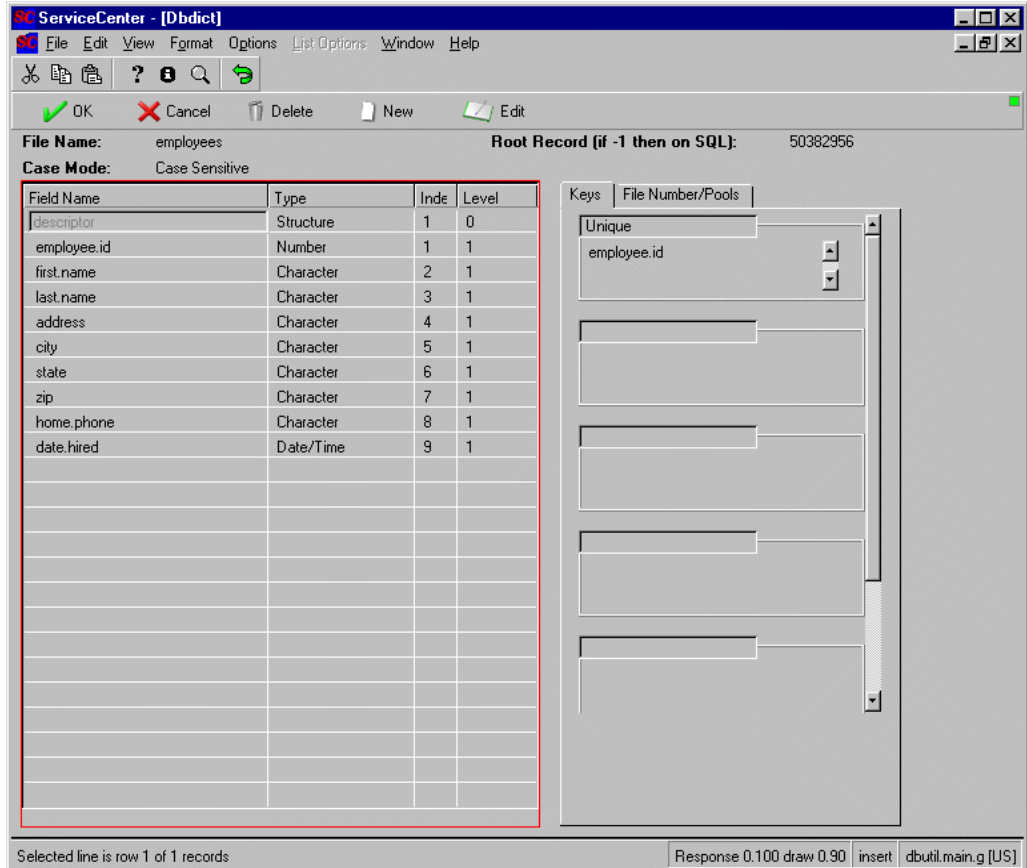 SC ServiceCenter - [Dbdict]
SC File Edit View Format Options List Options Window Help
OK Cancel Delete New Edit
File Name: employees Root Record (if -1 then on SQL): 50382956
Case Mode: Case Sensitive
Field Name Type Inde Level
descriptor Structure 1 0
employee.id Number 1 1
first.name Character 2 1
last.name Character 3 1
address Character 4 1
city Character 5 1
state Character 6 1
zip Character 7 1
home.phone Character 8 1
date.hired Date/Time 9 1
Keys File Number/Pools
Unique
employee.id
Selected line is row 1 of 1 records Response 0.100 draw 0.90 insert dbutil.main.g [US]